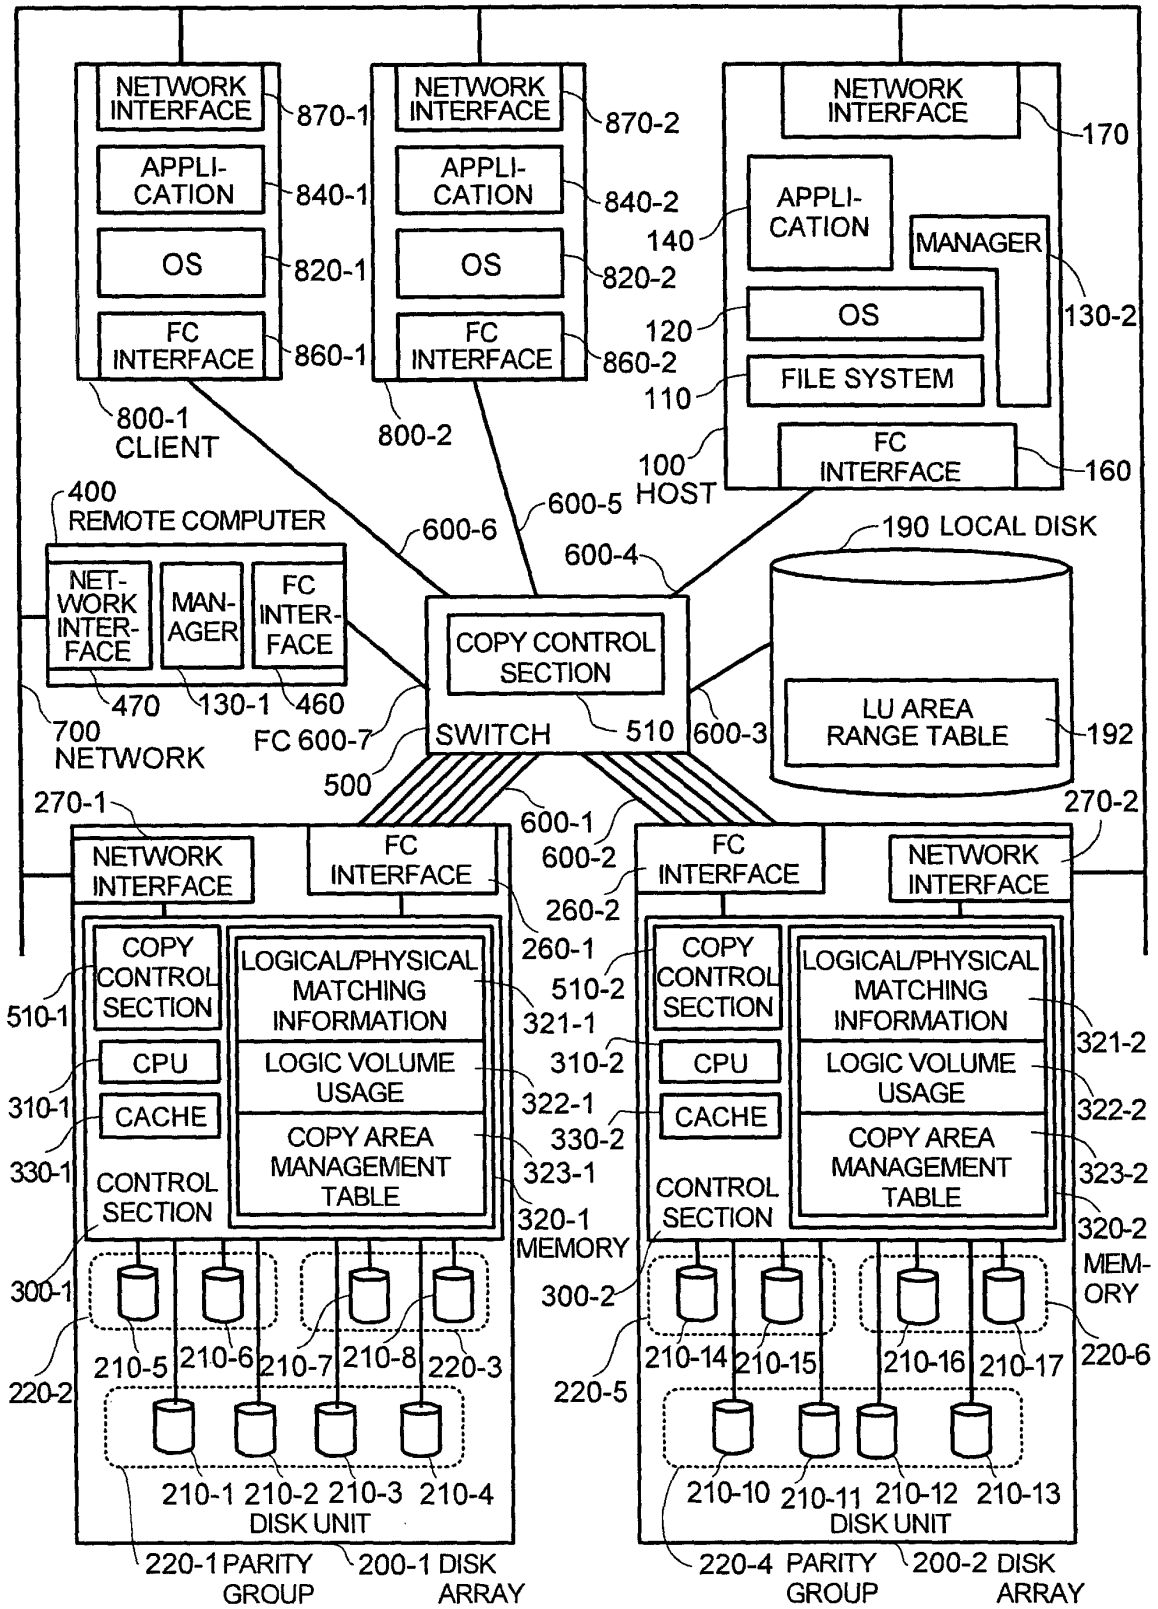 NETWORK
INTERFACE
870-1
APPLI-
CATION
840-1
OS
820-1
FC
INTERFACE
860-1
800-1
CLIENT
NETWORK
INTERFACE
870-2
APPLI-
CATION
840-2
OS
820-2
FC
INTERFACE
860-2
800-2
NETWORK
INTERFACE
170
APPLI-
CATION
140
MANAGER
130-2
OS
120
FILE SYSTEM
110
100
HOST
FC
INTERFACE
160
400
REMOTE COMPUTER
NET-
WORK
INTER-
FACE
MAN-
AGER
FC
INTER-
FACE
470
130-1
460
700
NETWORK
FC 600-7
600-6
600-5
600-4
COPY CONTROL
SECTION
SWITCH
510
500
600-3
190 LOCAL DISK
LU AREA
RANGE TABLE
192
600-1
600-2
270-1
NETWORK
INTERFACE
FC
INTERFACE
260-1
COPY
CONTROL
SECTION
510-1
CPU
310-1
CACHE
330-1
CONTROL
SECTION
300-1
LOGICAL/PHYSICAL
MATCHING
INFORMATION
321-1
LOGIC VOLUME
USAGE
322-1
COPY AREA
MANAGEMENT
TABLE
323-1
320-1
MEMORY
210-5
210-6
210-7
210-8
220-3
220-2
210-1
210-2
210-3
210-4
DISK UNIT
220-1 PARITY
GROUP
200-1 DISK
ARRAY
270-2
FC
INTERFACE
260-2
NETWORK
INTERFACE
COPY
CONTROL
SECTION
510-2
CPU
310-2
CACHE
330-2
CONTROL
SECTION
300-2
LOGICAL/PHYSICAL
MATCHING
INFORMATION
321-2
LOGIC VOLUME
USAGE
322-2
COPY AREA
MANAGEMENT
TABLE
323-2
320-2
MEM-
ORY
210-14
210-15
210-16
210-17
220-6
220-5
210-10
210-11
210-12
210-13
DISK UNIT
220-4 PARITY
GROUP
200-2 DISK
ARRAY